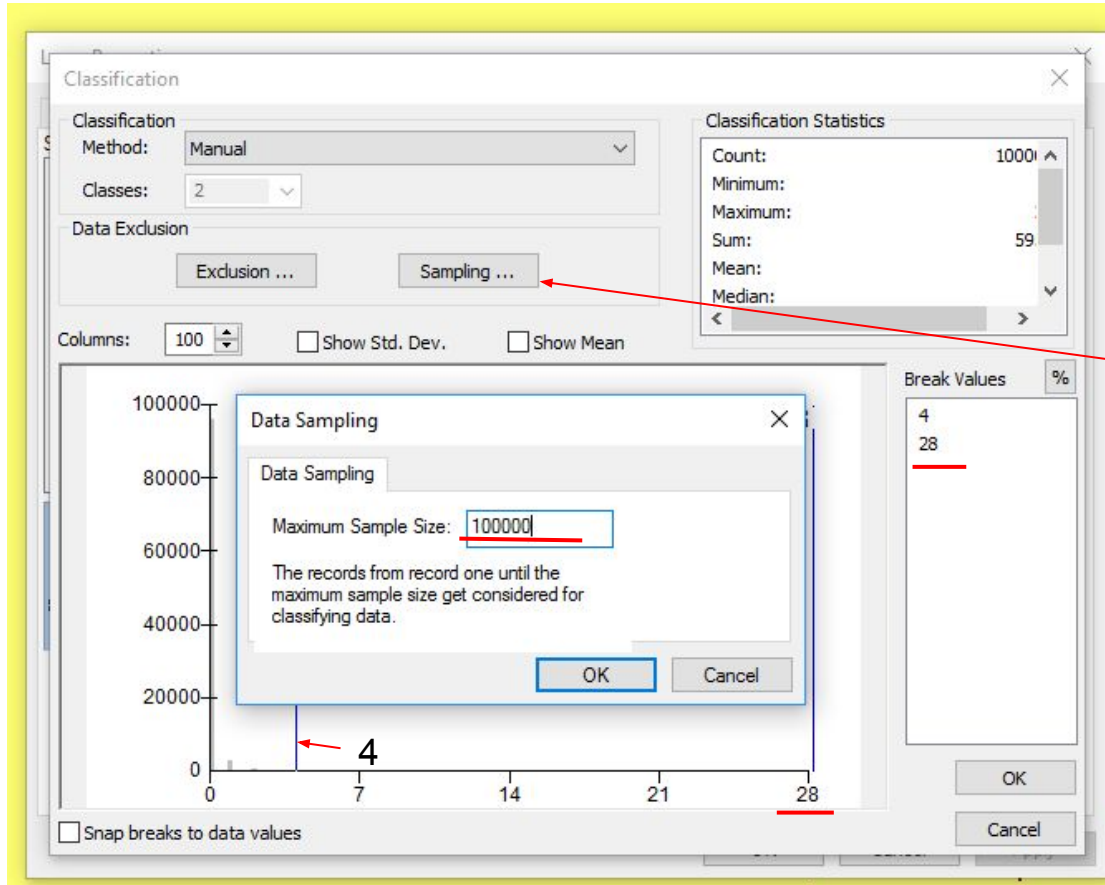 Classification
Classification
Method: Manual
Classes: 2
Data Exclusion
Exclusion ...
Sampling ...
Classification Statistics
Count: 1000
Minimum:
Maximum:
Sum: 59
Mean:
Median:
Columns: 100
Show Std. Dev.
Show Mean
Break Values
%
4
28
100000
80000
60000
40000
20000
0
0 7 14 21 28
Data Sampling
Data Sampling
Maximum Sample Size: 100000
The records from record one until the
maximum sample size get considered for
classifying data.
OK Cancel
4
OK
Cancel
Snap breaks to data values